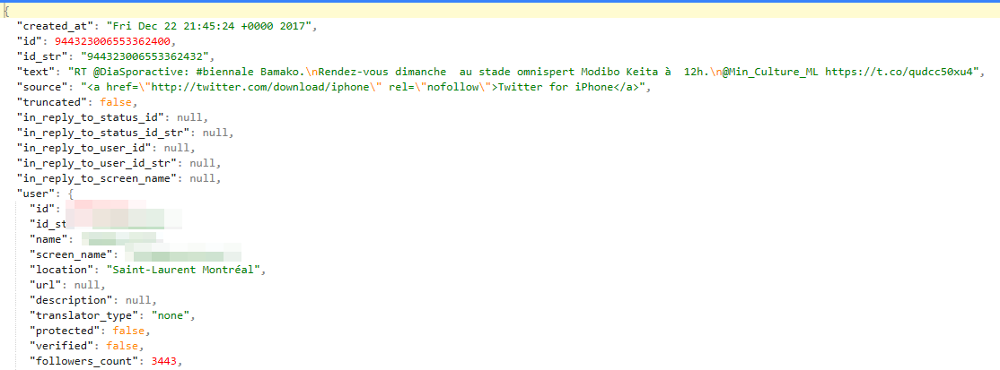 {
"created_at": "Fri Dec 22 21:45:24 +0000 2017",
"id": 944323006553362400,
"id_str": "944323006553362432",
"text": "RT @DiaSporactive: #biennale Bamako.\nRendez-vous dimanche  au stade omnispert Modibo Keita à  12h.\n@Min_Culture_ML https://t.co/qudcc50xu4",
"source": "<a href=\"http://twitter.com/download/iphone\" rel=\"nofollow\">Twitter for iPhone</a>",
"truncated": false,
"in_reply_to_status_id": null,
"in_reply_to_status_id_str": null,
"in_reply_to_user_id": null,
"in_reply_to_user_id_str": null,
"in_reply_to_screen_name": null,
"user": {
"id":
"id_st
"name":
"screen_name":
"location": "Saint-Laurent Montréal",
"url": null,
"description": null,
"translator_type": "none",
"protected": false,
"verified": false,
"followers_count": 3443,